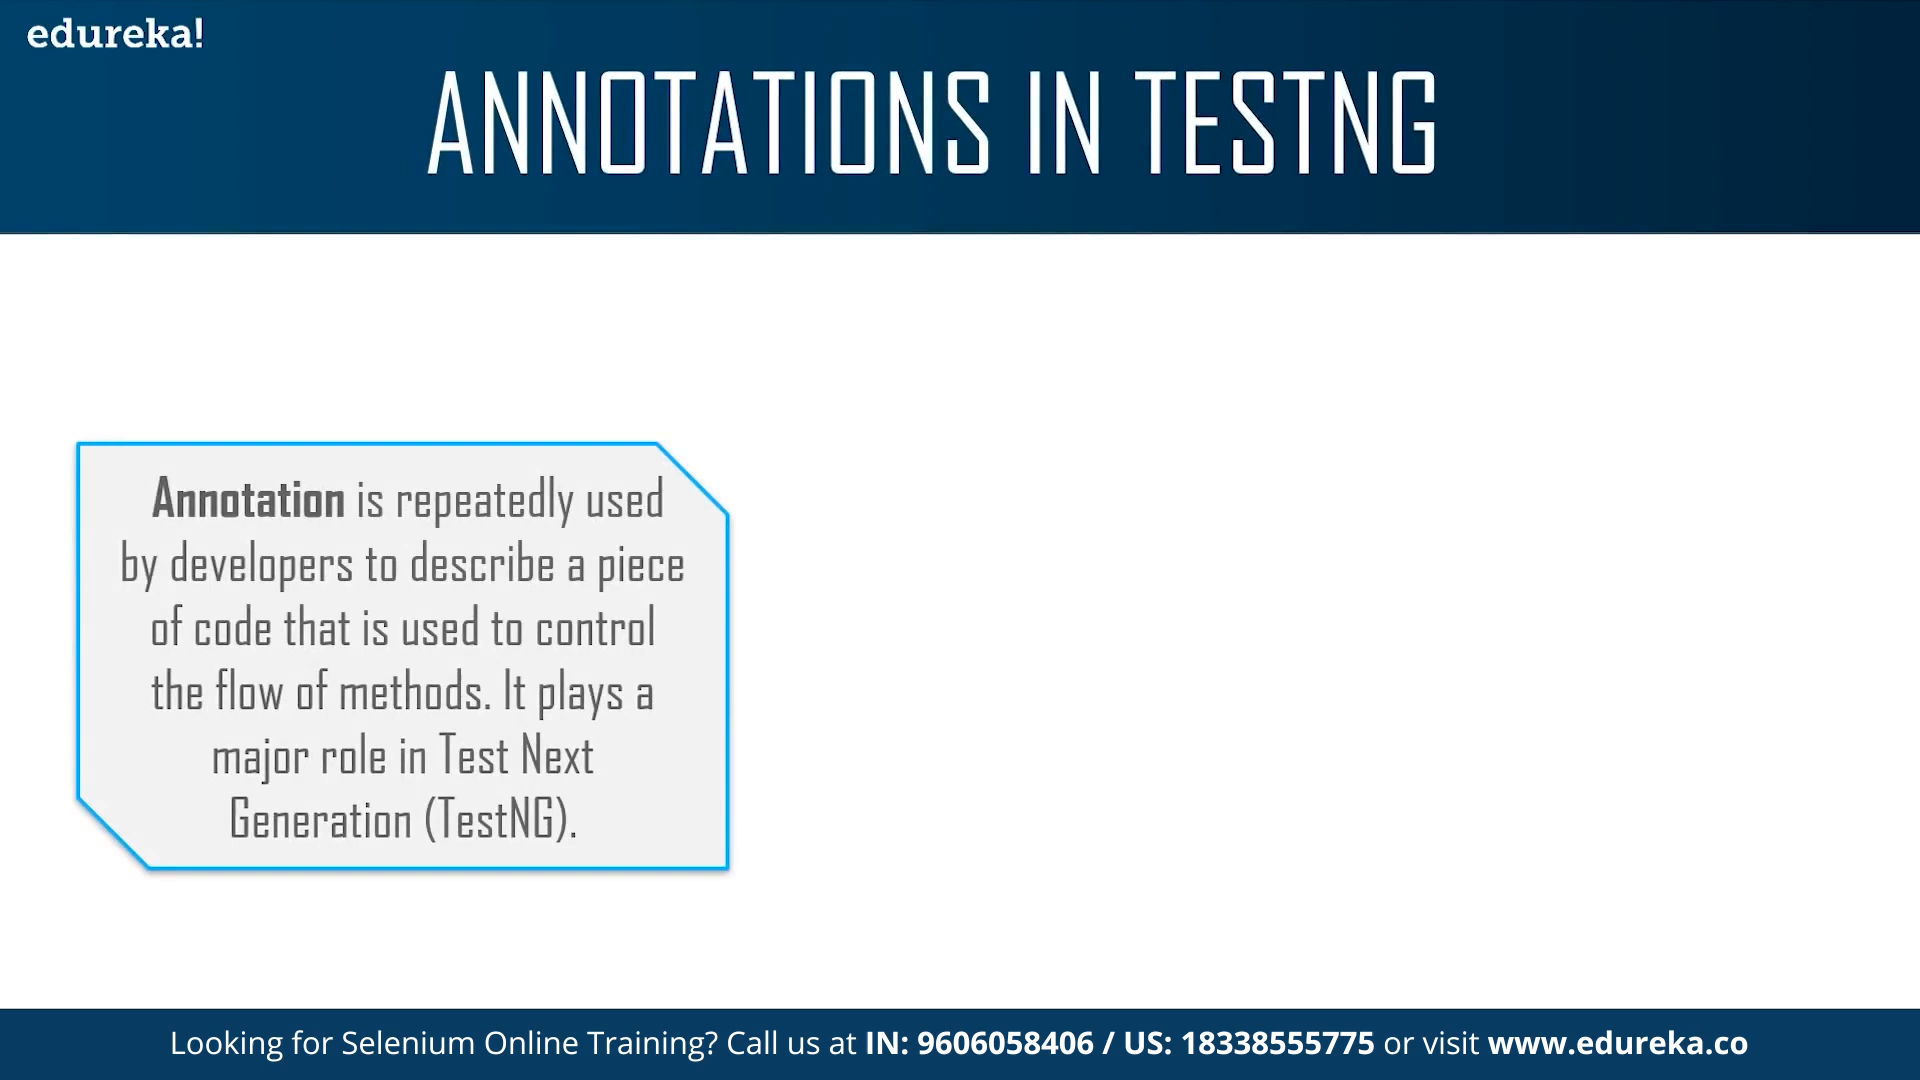 edureka!
ANNOTATIONS IN TESTNG
Annotation is repeatedly used
by developers to describe a piece
of code that is used to control
the flow of methods. It plays a
major role in Test Next
Generation (TestNG).
Looking for Selenium Online Training? Call us at IN: 9606058406 / US: 18338555775 or visit www.edureka.co